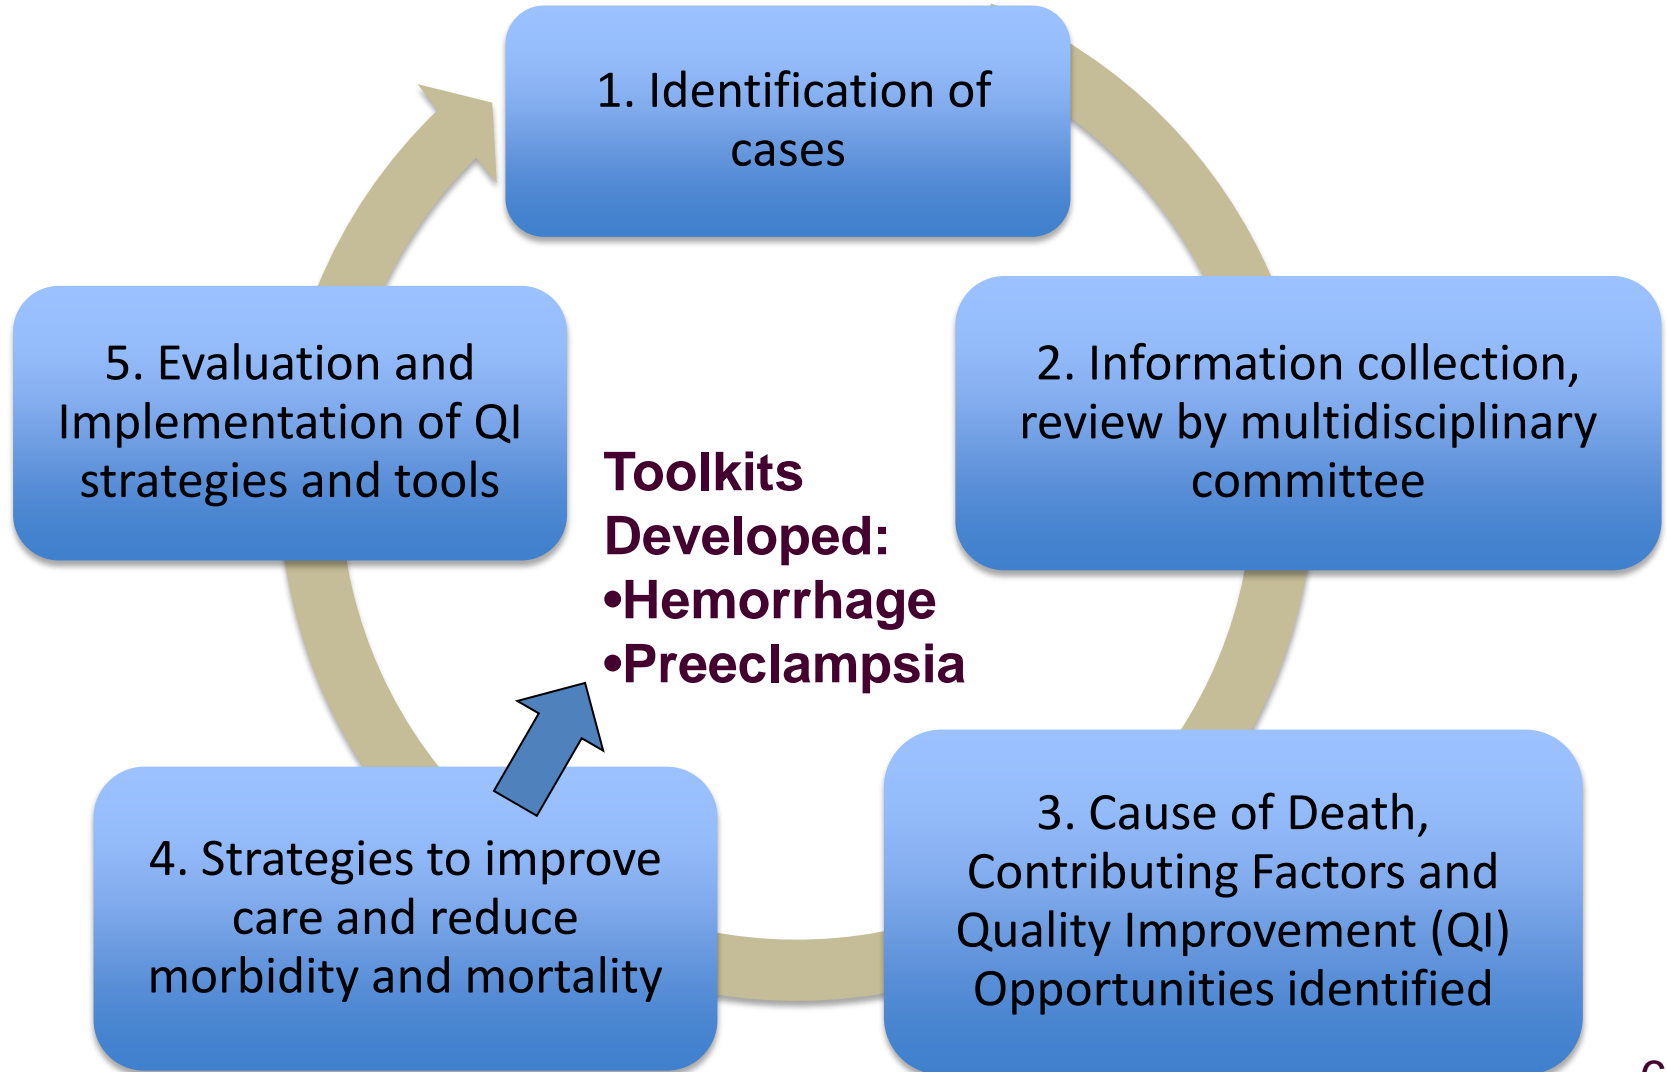 1. Identification of
cases
2. Information collection,
review by multidisciplinary
committee
3. Cause of Death,
Contributing Factors and
Quality Improvement (QI)
Opportunities identified
4. Strategies to improve
care and reduce
morbidity and mortality
5. Evaluation and
Implementation of QI
strategies and tools
Toolkits
Developed:
•Hemorrhage
•Preeclampsia